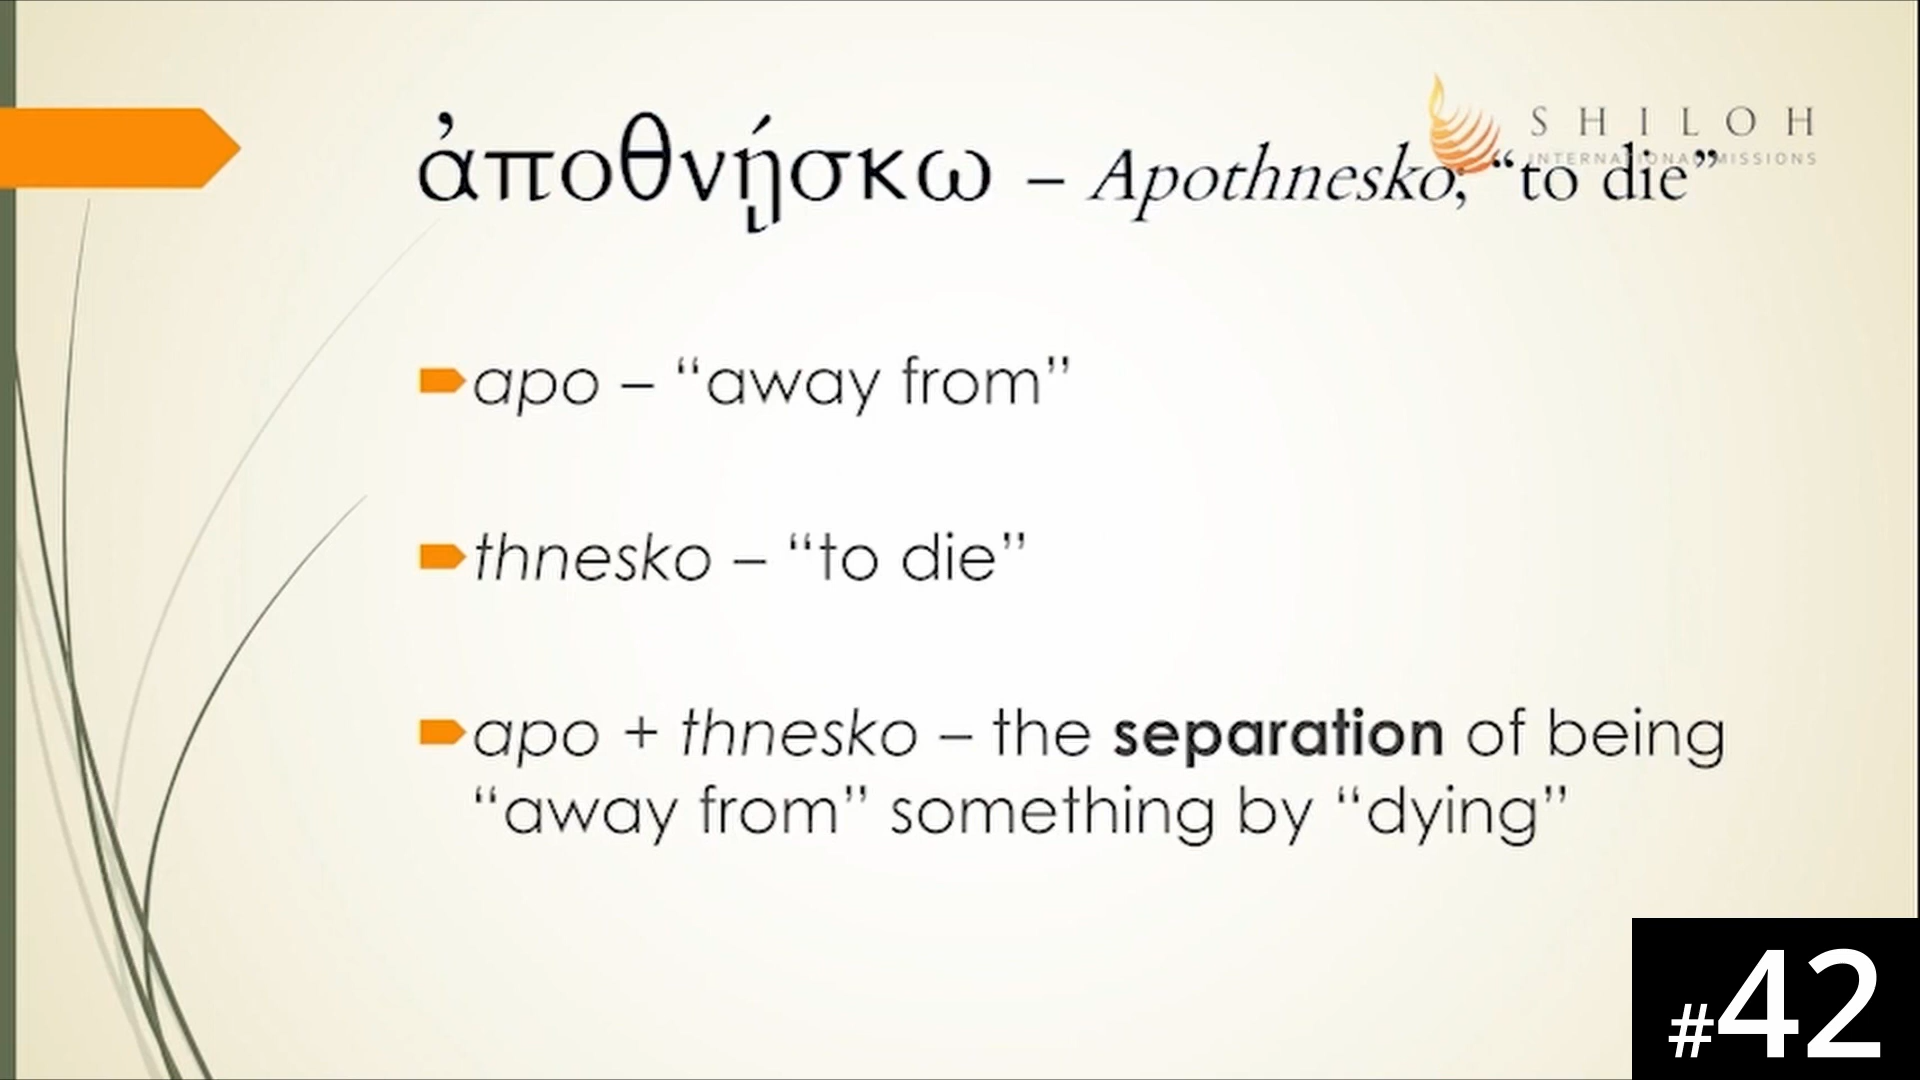 SHILOH
INTERNATIONAL MISSIONS
ἀποθνῄσκω – Apothnesko, “to die”
apo – “away from”
thnesko – “to die”
apo + thnesko – the separation of being
“away from” something by “dying”
#42